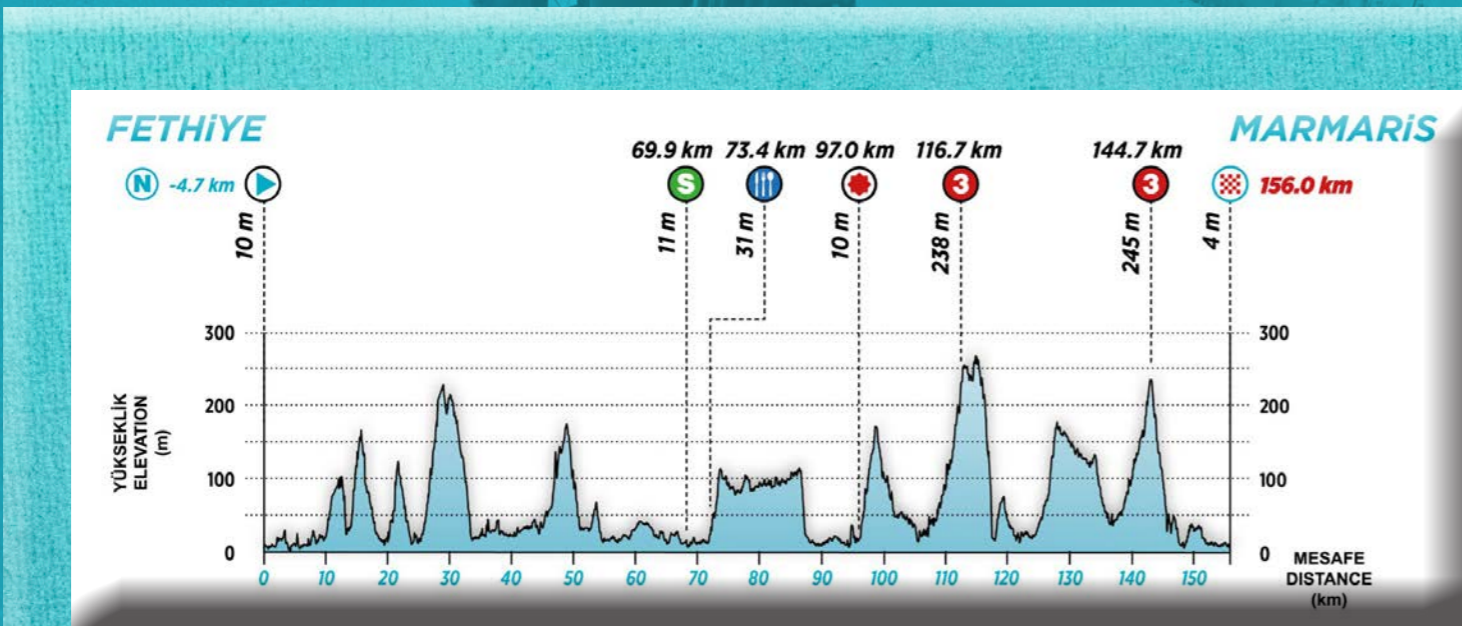 FETHiYE
MARMARiS
69.9 km 73.4 km 97.0 km 116.7 km 144.7 km
N -4.7 km S 3 3 156.0 km
10 m 11 m 31 m 10 m 238 m 245 m 4 m
300 300
200 200
100 100
0 0
YÜKSEKLİK
ELEVATION
(m)
0 10 20 30 40 50 60 70 80 90 100 110 120 130 140 150
MESAFE
DISTANCE
(km)